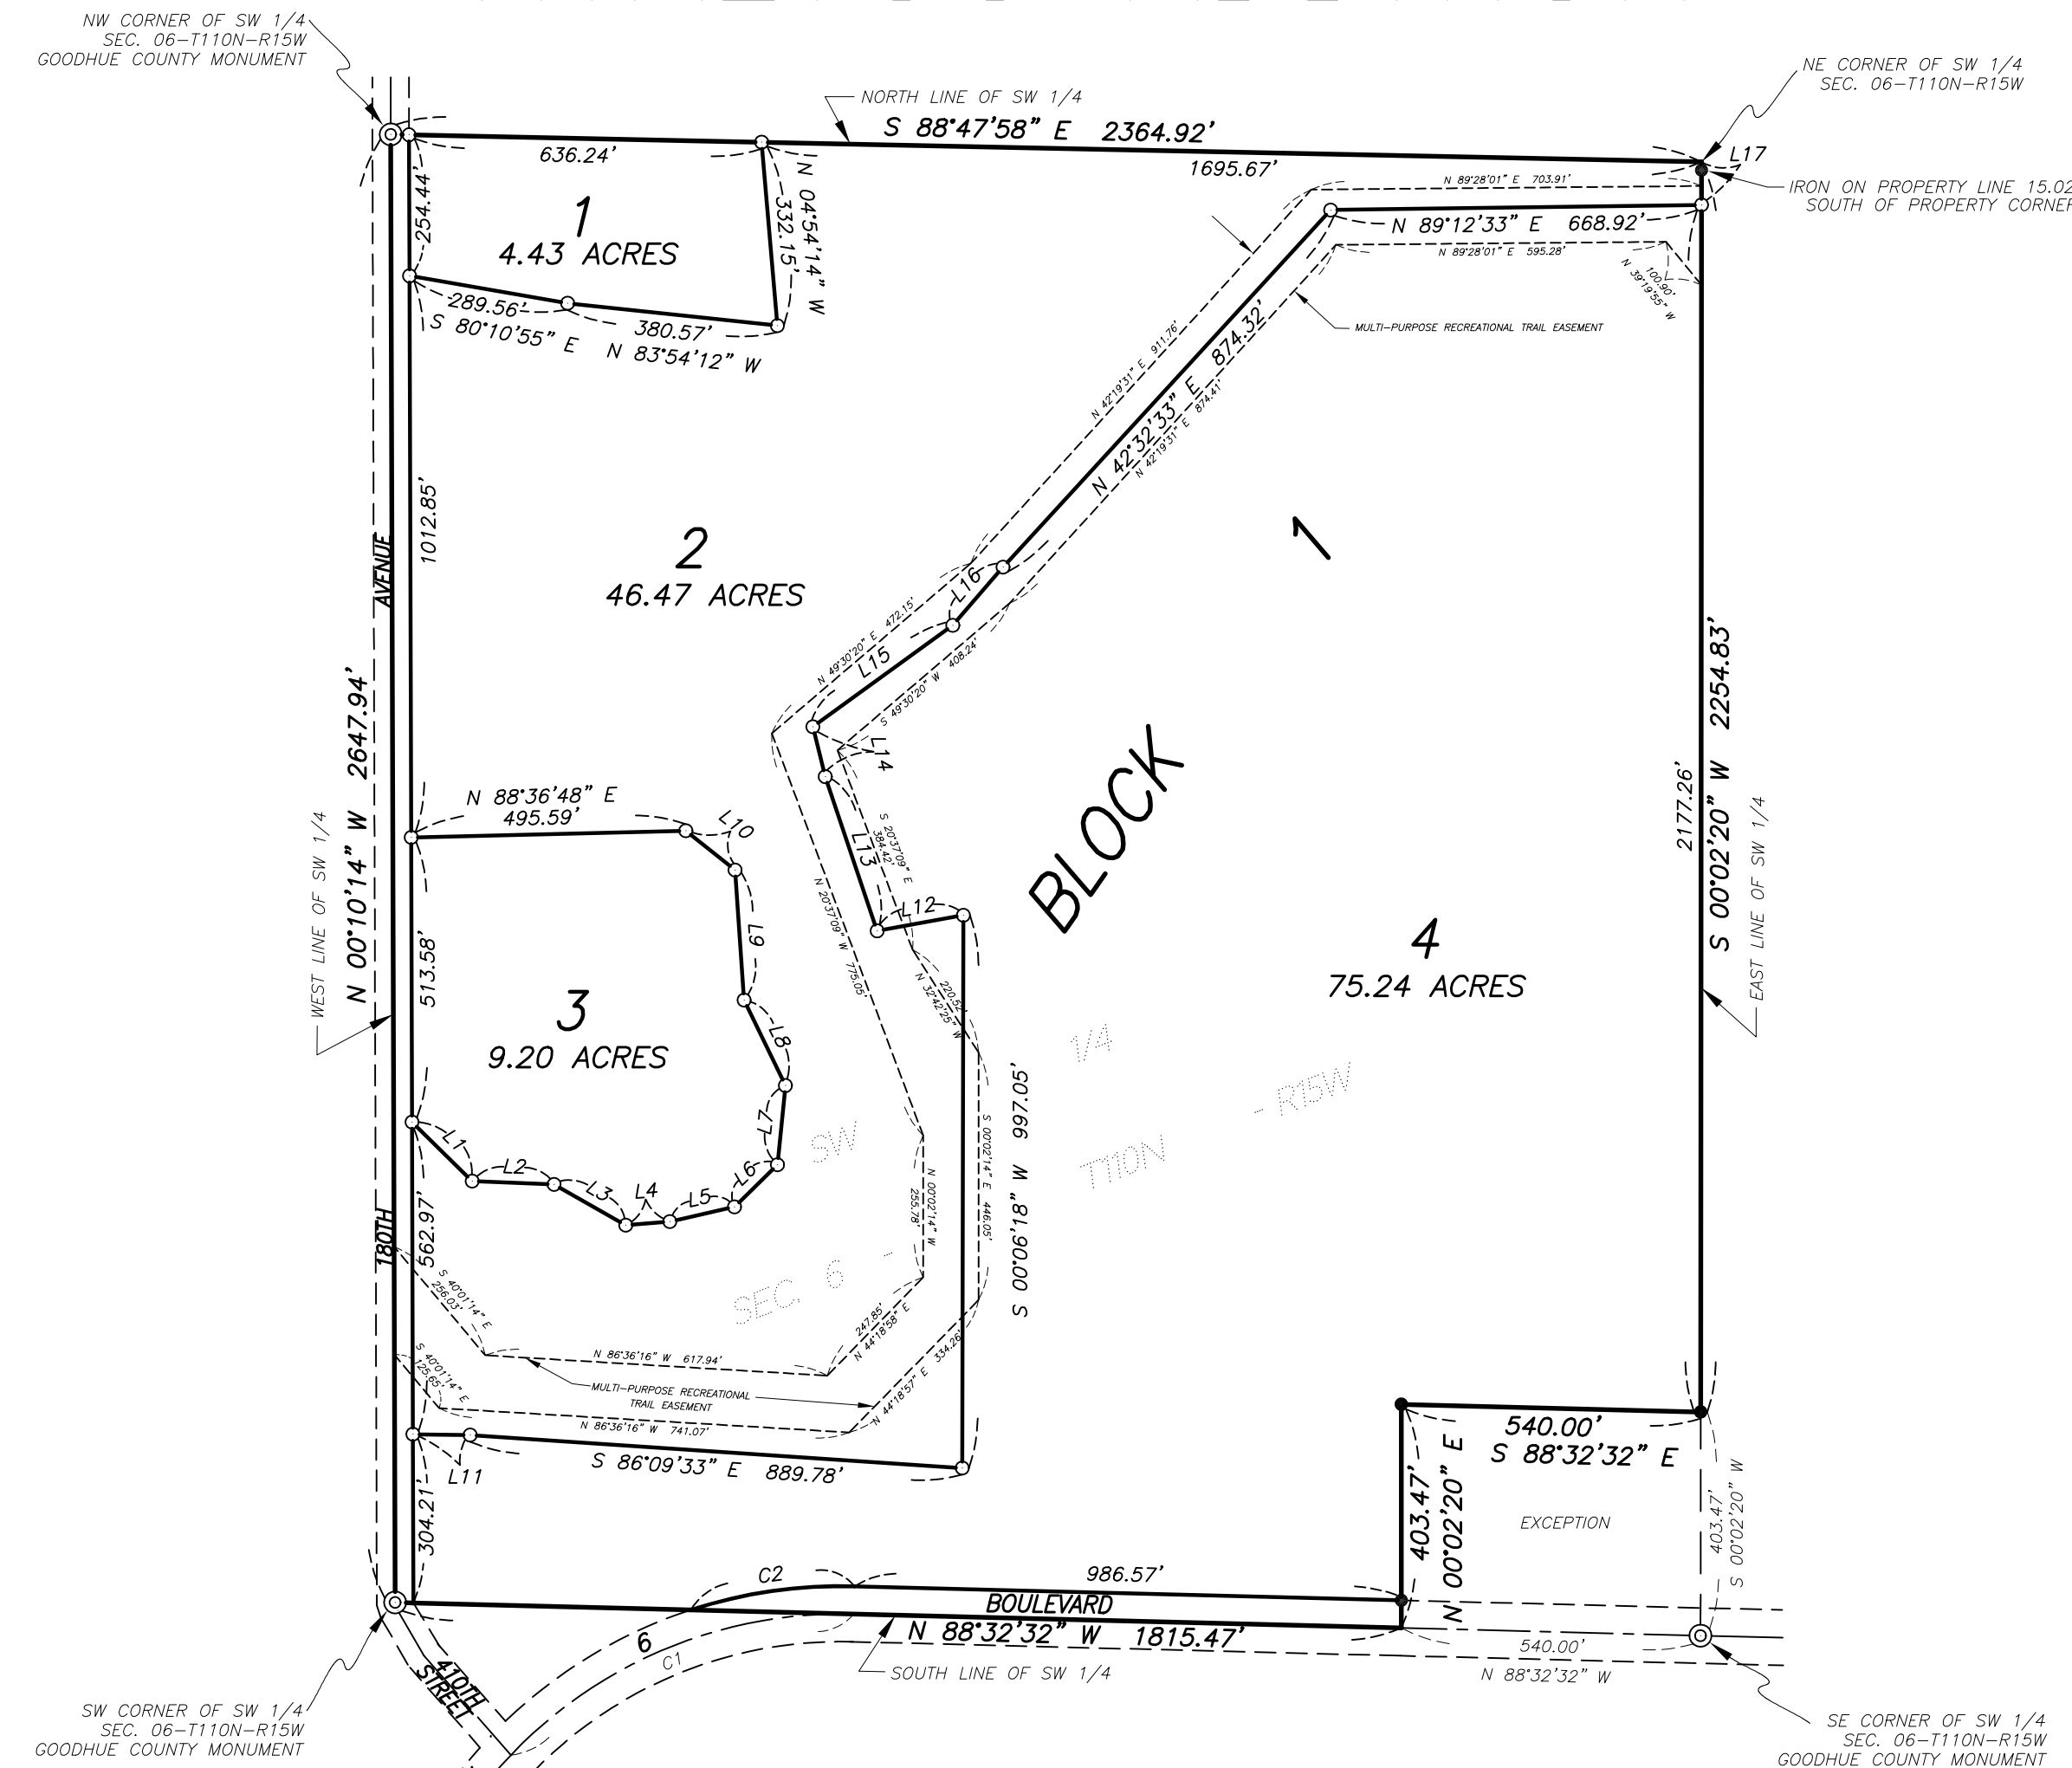 NW CORNER OF SW 1/4
SEC. 06-T110N-R15W
GOODHUE COUNTY MONUMENT
NE CORNER OF SW 1/4
SEC. 06-T110N-R15W
NORTH LINE OF SW 1/4
S 88°47'58" E 2364.92'
636.24'
1695.67'
L17
IRON ON PROPERTY LINE 15.02
SOUTH OF PROPERTY CORNER
N 89°28'01" E 703.91'
N 89°12'33" E 668.92'
N 89°28'01" E 595.28'
100.90'
N 39°19'55" W
254.44'
1
4.43 ACRES
N 04°54'14" W
332.15'
289.56'
S 80°10'55" E
380.57'
N 83°54'12" W
MULTI-PURPOSE RECREATIONAL TRAIL EASEMENT
N 42°19'31" E 911.76'
N 42°32'33" E 874.32'
N 42°19'31" E 874.41'
1012.85'
AVENUE
2
46.47 ACRES
1
L16
L15
N 49°30'20" E 472.15'
S 49°30'20" W 408.24'
L14
N 00°10'14" W 2647.94'
WEST LINE OF SW 1/4
S 00°02'20" W 2254.83'
2177.26'
EAST LINE OF SW 1/4
N 88°36'48" E
495.59'
L10
L13
S 20°37'09" E
384.42'
BLOCK
L12
L9
N 20°37'09" W 775.05'
4
75.24 ACRES
513.58'
3
9.20 ACRES
L8
220.52'
N 32°42'25" W
1/4
- R15W
SW
T110N
SEC. 6 -
S 00°06'18" W 997.05'
S 00°02'14" E 446.05'
N 00°02'14" W
255.78'
L1
L2
L3
L4
L5
L6
L7
180TH
562.97'
S 40°01'14" E
256.03'
247.85'
N 44°18'58" E
N 86°36'16" W 617.94'
S 40°01'14" E
125.65'
MULTI-PURPOSE RECREATIONAL
TRAIL EASEMENT
N 44°18'57" E 334.26'
N 86°36'16" W 741.07'
S 86°09'33" E 889.78'
L11
304.21'
540.00'
S 88°32'32" E
403.47'
N 00°02'20" E
EXCEPTION
403.47'
S 00°02'20" W
C2
986.57'
BOULEVARD
N 88°32'32" W 1815.47'
6
C1
SOUTH LINE OF SW 1/4
540.00'
N 88°32'32" W
410TH
STREET
SW CORNER OF SW 1/4
SEC. 06-T110N-R15W
GOODHUE COUNTY MONUMENT
SE CORNER OF SW 1/4
SEC. 06-T110N-R15W
GOODHUE COUNTY MONUMENT